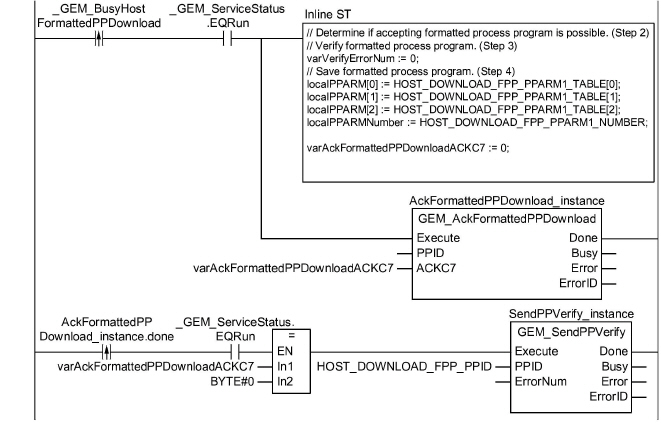 _GEM_BusyHost
FormattedPPDownload
_GEM_ServiceStatus
.EQRun
Inline ST
// Determine if accepting formatted process program is possible. (Step 2)
// Verify formatted process program. (Step 3)
varVerifyErrorNum := 0;
// Save formatted process program. (Step 4)
localPPARM[0] := HOST_DOWNLOAD_FPP_PPARM1_TABLE[0];
localPPARM[1] := HOST_DOWNLOAD_FPP_PPARM1_TABLE[1];
localPPARM[2] := HOST_DOWNLOAD_FPP_PPARM1_TABLE[2];
localPPARMNumber := HOST_DOWNLOAD_FPP_PPARM1_NUMBER;
varAckFormattedPPDownloadACKC7 := 0;
AckFormattedPPDownload_instance
GEM_AckFormattedPPDownload
Execute Done
PPID Busy
varAckFormattedPPDownloadACKC7 ACKC7 Error
ErrorID
AckFormattedPP
Download_instance.done
_GEM_ServiceStatus.
EQRun
=
EN
varAckFormattedPPDownloadACKC7 In1
BYTE#0 In2
SendPPVerify_instance
GEM_SendPPVerify
Execute Done
HOST_DOWNLOAD_FPP_PPID PPID Busy
ErrorNum Error
ErrorID